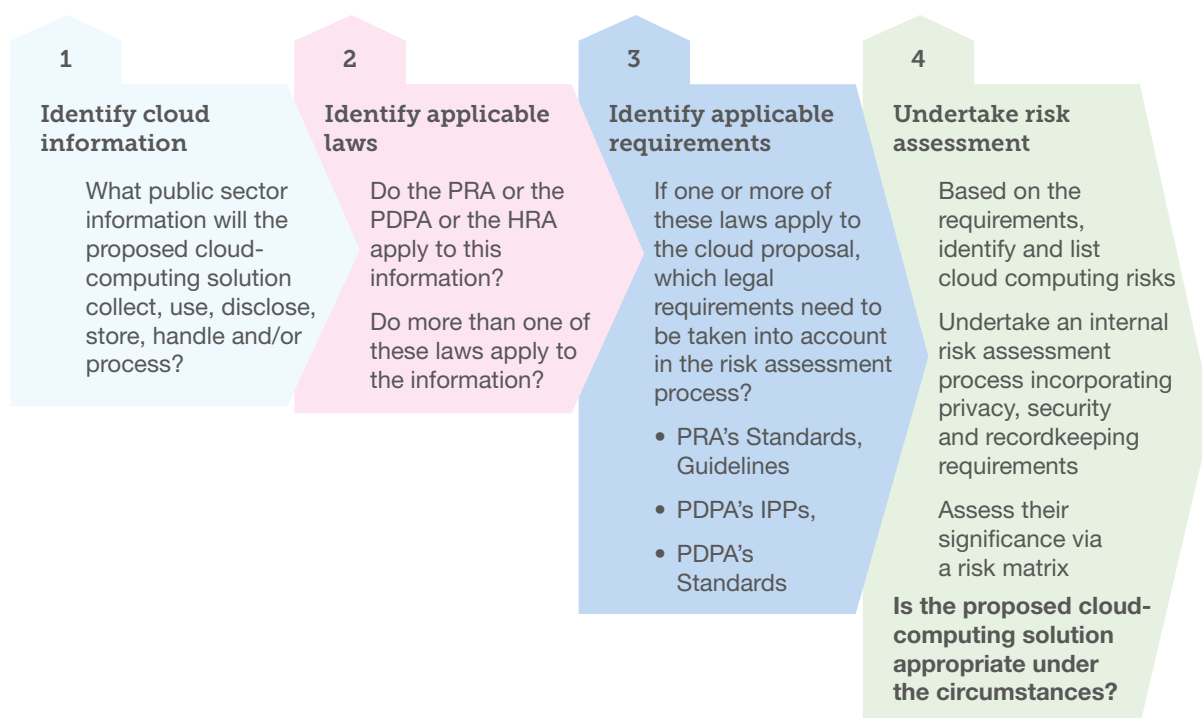 1
Identify cloud
information
What public sector
information will the
proposed cloud-
computing solution
collect, use, disclose,
store, handle and/or
process?
2
Identify applicable
laws
Do the PRA or the
PDPA or the HRA
apply to this
information?
Do more than one of
these laws apply to
the information?
3
Identify applicable
requirements
If one or more of
these laws apply to
the cloud proposal,
which legal
requirements need to
be taken into account
in the risk assessment
process?
• PRA's Standards,
Guidelines
• PDPA's IPPs,
• PDPA's
Standards
4
Undertake risk
assessment
Based on the
requirements,
identify and list
cloud computing risks
Undertake an internal
risk assessment
process incorporating
privacy, security
and recordkeeping
requirements
Assess their
significance via
a risk matrix
Is the proposed cloud-
computing solution
appropriate under
the circumstances?